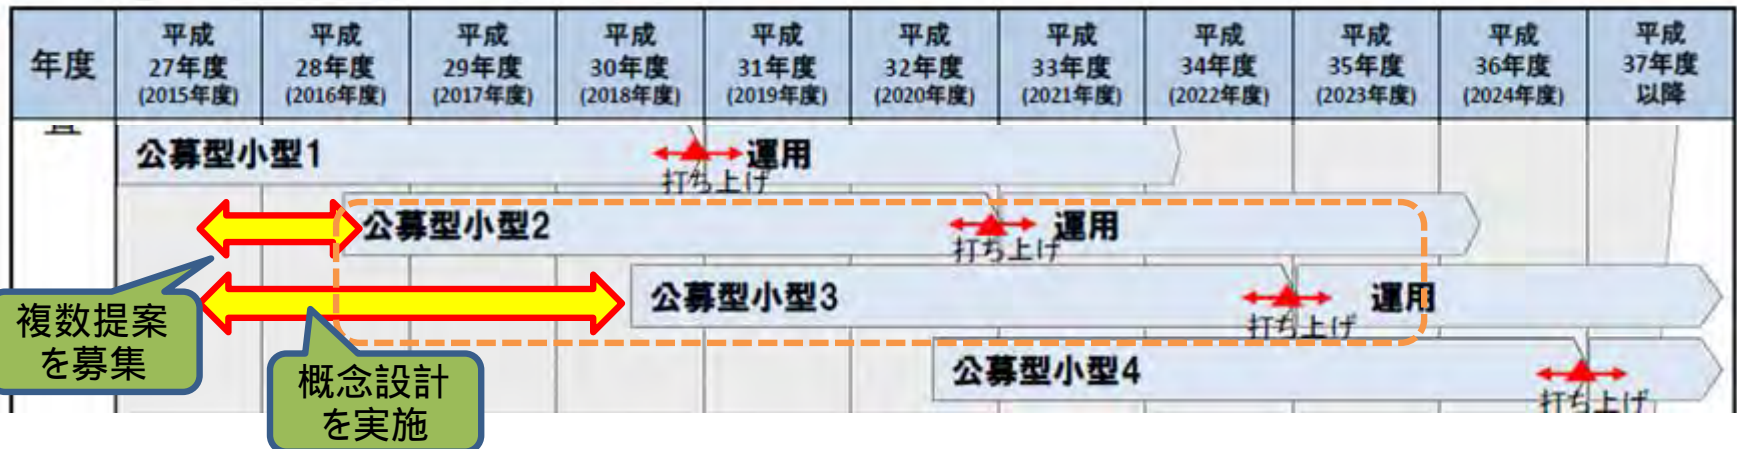 年度
平成
27年度
(2015年度)
平成
28年度
(2016年度)
平成
29年度
(2017年度)
平成
30年度
(2018年度)
平成
31年度
(2019年度)
平成
32年度
(2020年度)
平成
33年度
(2021年度)
平成
34年度
(2022年度)
平成
35年度
(2023年度)
平成
36年度
(2024年度)
平成
37年度
以降
公募型小型1
運用
打ち上げ
公募型小型2
運用
打ち上げ
公募型小型3
運用
打ち上げ
複数提案
を募集
概念設計
を実施
公募型小型4
打ち上げ